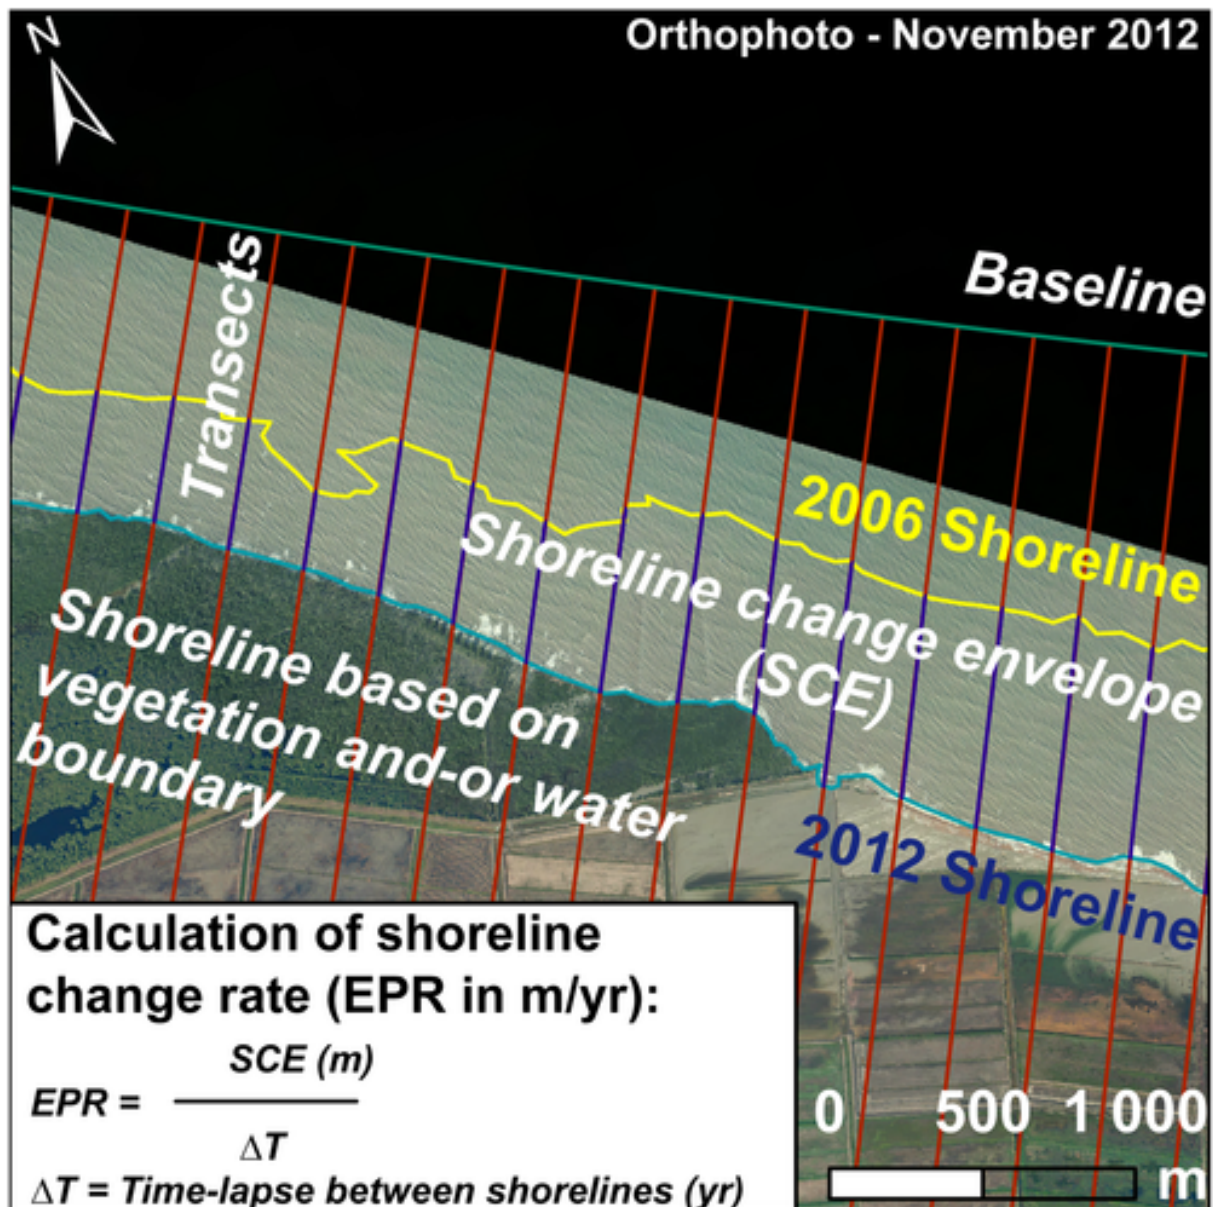 N
Orthophoto - November 2012
Baseline
Transects
2006 Shoreline
Shoreline change envelope
(SCE)
Shoreline based on
vegetation and-or water
boundary
2012 Shoreline
Calculation of shoreline
change rate (EPR in m/yr):
SCE (m)
EPR =
ΔT
ΔT = Time-lapse between shorelines (yr)
0 500 1 000
m